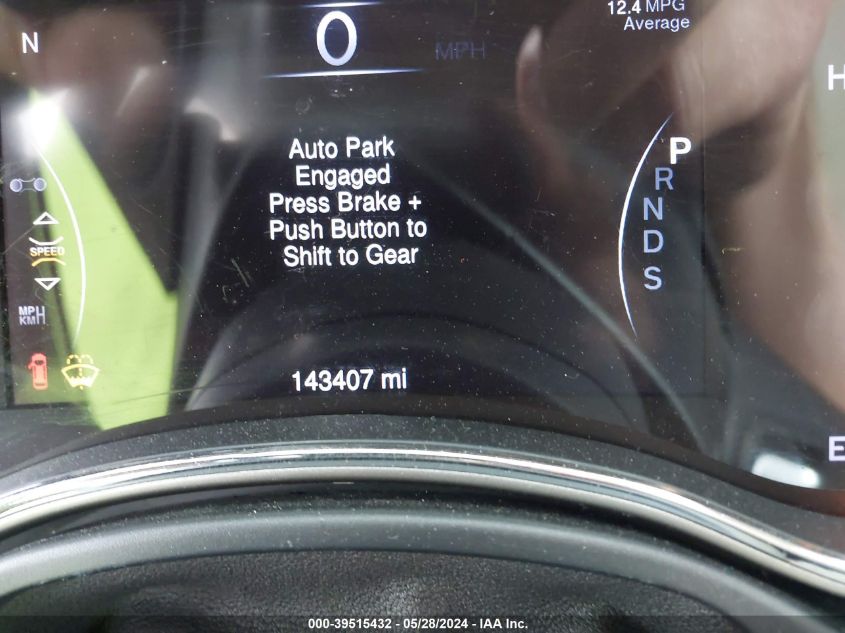 12.4 MPG
Average
N
0
MPH
H
Auto Park
Engaged
Press Brake +
Push Button to
Shift to Gear
P
R
N
D
S
SPEED
MPH
KMH
143407 mi
E
000-39515432 - 05/28/2024 - IAA Inc.